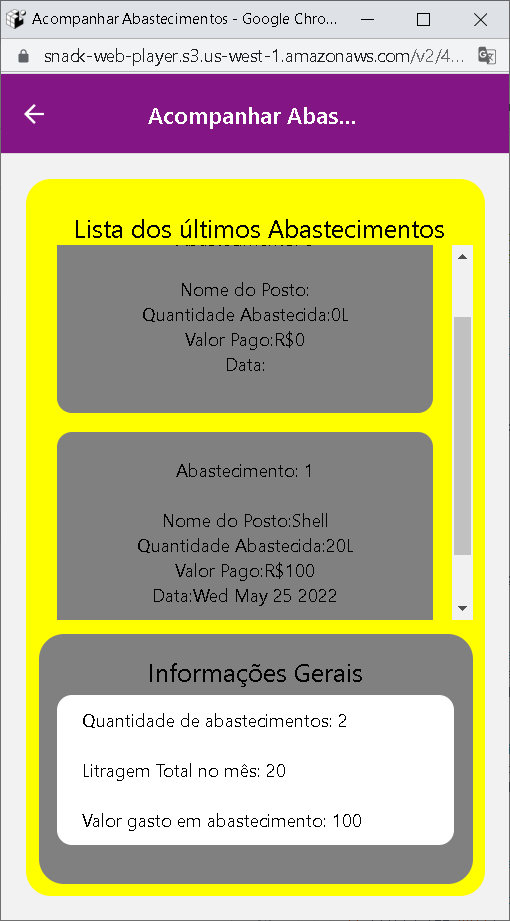 Acompanhar Abastecimentos - Google Chro...
snack-web-player.s3.us-west-1.amazonaws.com/v2/4...
Acompanhar Abas...
Lista dos últimos Abastecimentos
Nome do Posto:
Quantidade Abastecida:0L
Valor Pago:R$0
Data:
Abastecimento: 1
Nome do Posto:Shell
Quantidade Abastecida:20L
Valor Pago:R$100
Data:Wed May 25 2022
Informações Gerais
Quantidade de abastecimentos: 2
Litragem Total no mês: 20
Valor gasto em abastecimento: 100